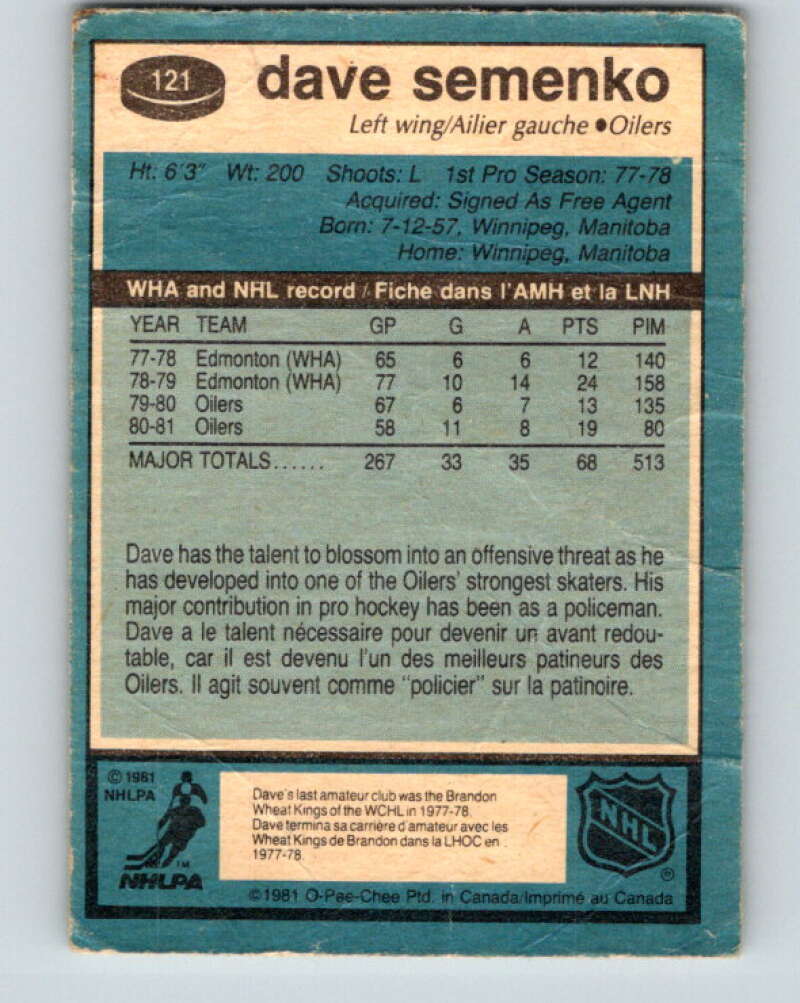 121
dave semenko
Left wing/Ailier gauche ●Oilers
Ht: 6'3" Wt: 200 Shoots: L 1st Pro Season: 77-78
Acquired: Signed As Free Agent
Born: 7-12-57, Winnipeg, Manitoba
Home: Winnipeg, Manitoba
WHA and NHL record / Fiche dans l'AMH et la LNH
YEAR TEAM GP G A PTS PIM
77-78 Edmonton (WHA) 65 6 6 12 140
78-79 Edmonton (WHA) 77 10 14 24 158
79-80 Oilers 67 6 7 13 135
80-81 Oilers 58 11 8 19 80
MAJOR TOTALS...... 267 33 35 68 513
Dave has the talent to blossom into an offensive threat as he
has developed into one of the Oilers' strongest skaters. His
major contribution in pro hockey has been as a policeman.
Dave a le talent nécessaire pour devenir un avant redou-
table, car il est devenu l'un des meilleurs patineurs des
Oilers. Il agit souvent comme "policier" sur la patinoire.
© 1981
NHLPA
TM
NHLPA
Dave's last amateur club was the Brandon
Wheat Kings of the WCHL in 1977-78.
Dave termina sa carrière d'amateur avec les
Wheat Kings de Brandon dans la LHOC en
1977-78.
NHL
®
©1981 O-Pee-Chee Ptd. in Canada/Imprimé au Canada